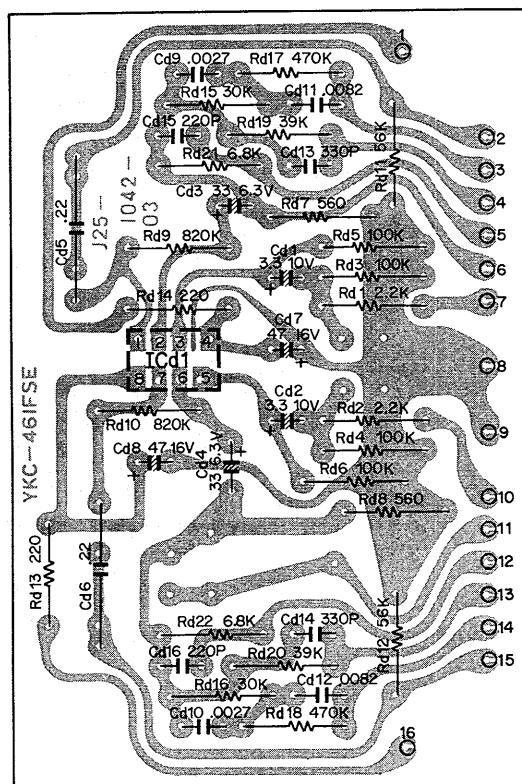 1
Cd9 .0027 Rd17 470K
Rd15 30K Cd11 .0082
Cd15 220P Rd19 39K
Rd21 6.8K Cd13 330P
Rd11 56K
2
3
4
5
6
7
8
9
10
11
12
13
14
15
16
Cd3 33 6.3V
Rd7 560
Cd5 .22
J25-1042-03
Rd9 820K
Cd1 3.3 10V
Rd5 100K
Rd3 100K
Rd1 2.2K
Rd14 220
Cd7 47 16V
1 2 3 4
ICd1
8 7 6 5
Rd10 820K
Cd2 3.3 10V
Rd2 2.2K
Rd4 100K
Rd6 100K
Rd8 560
Cd8 47 16V
Cd4 33 6.3V
YKC-461FSE
Rd13 220
Cd6 .22
Rd22 6.8K Cd14 330P
Cd16 220P Rd20 39K
Rd16 30K Cd12 .0082
Cd10 .0027 Rd18 470K
Rd12 56K